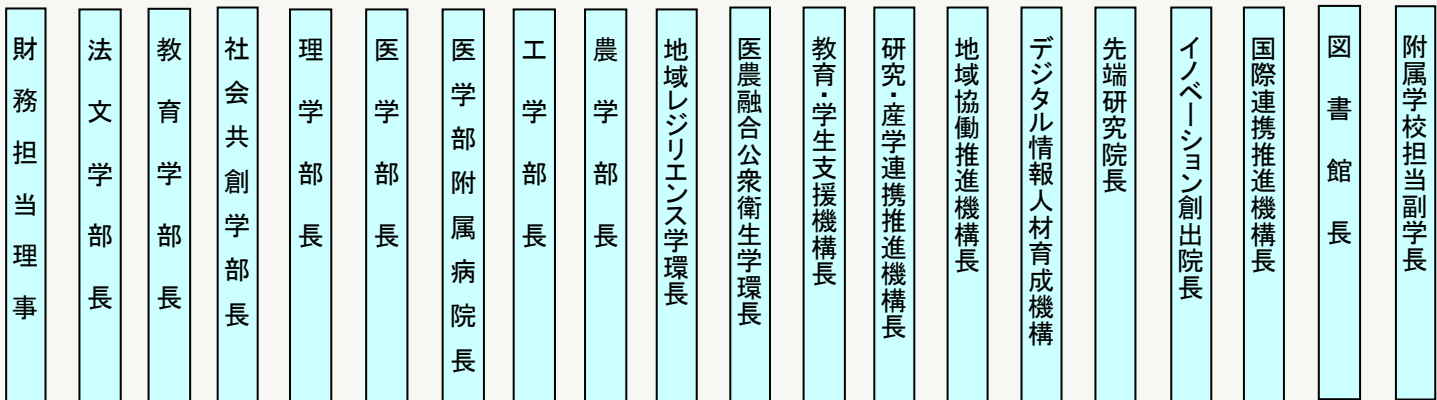 財務担当理事
法文学部長
教育学部長
社会共創学部長
理学部長
医学部長
医学部附属病院長
工学部長
農学部長
地域レジリエンス学環長
医農融合公衆衛生学環長
教育・学生支援機構長
研究・産学連携推進機構長
地域協働推進機構長
デジタル情報人材育成機構
先端研究院長
イノベーション創出院長
国際連携推進機構長
図書館長
附属学校担当副学長